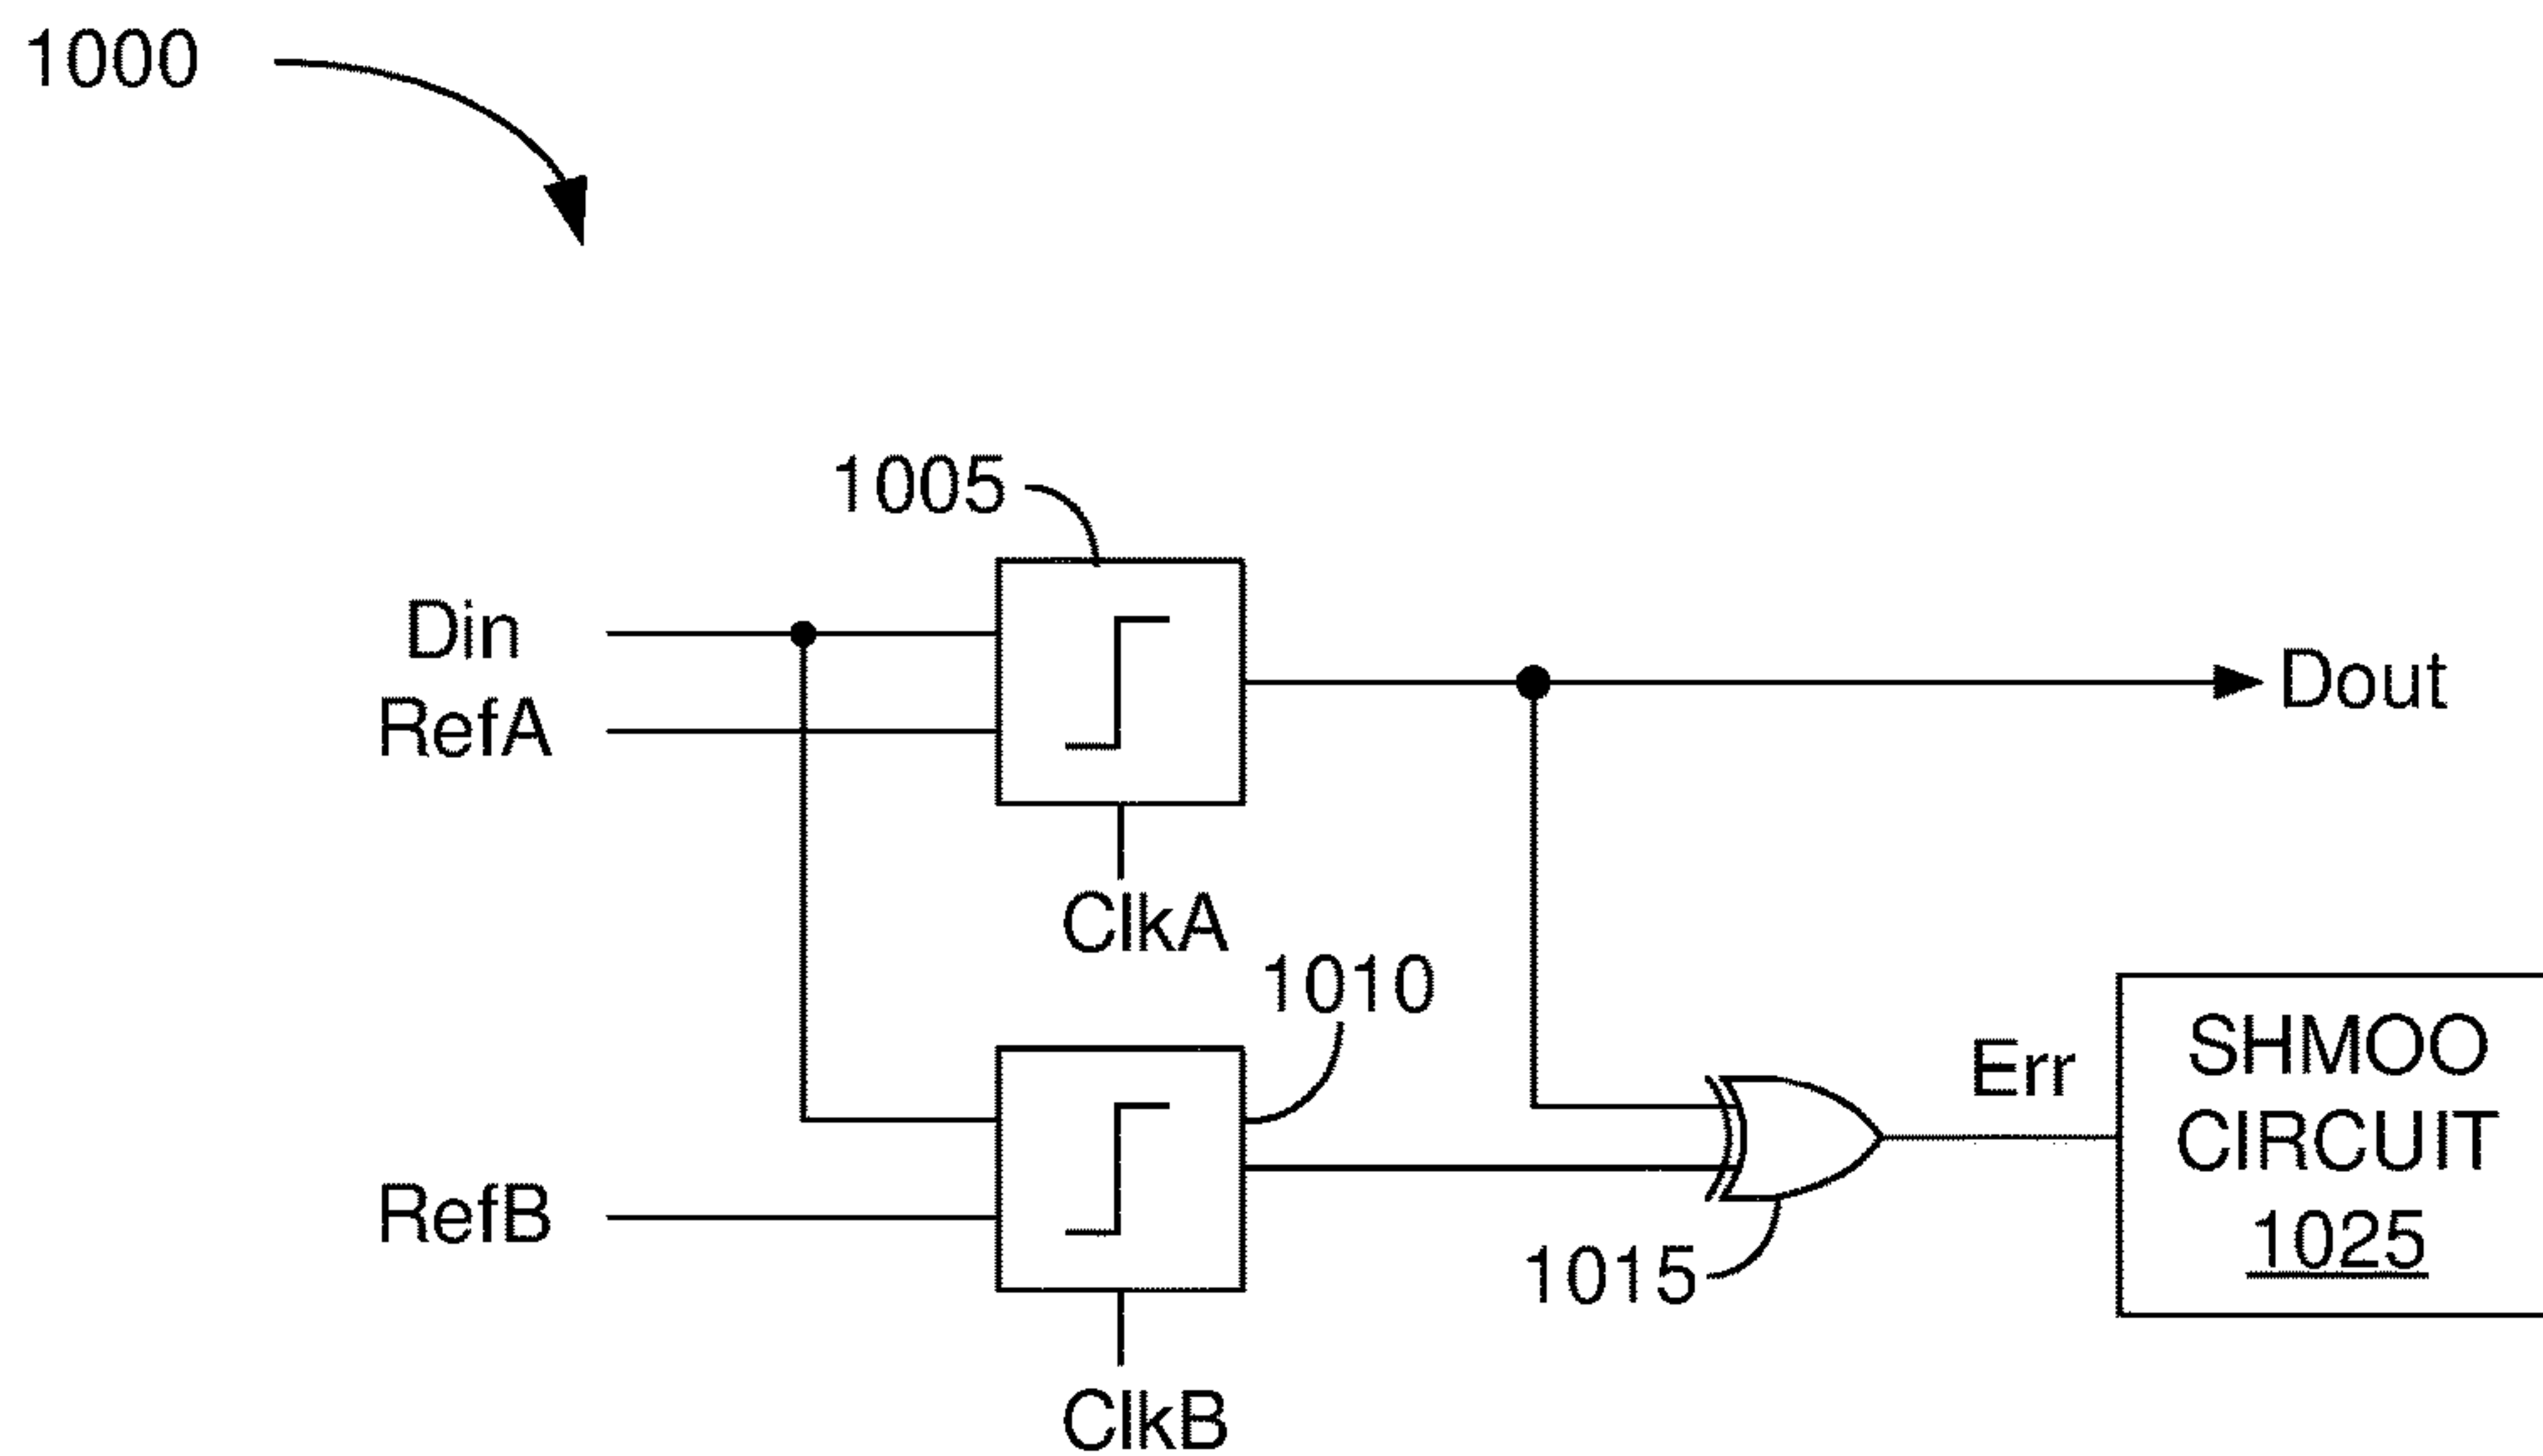 1000
1005
Din
RefA
Dout
ClkA
1010
Err
SHMOO
CIRCUIT
1025
RefB
1015
ClkB